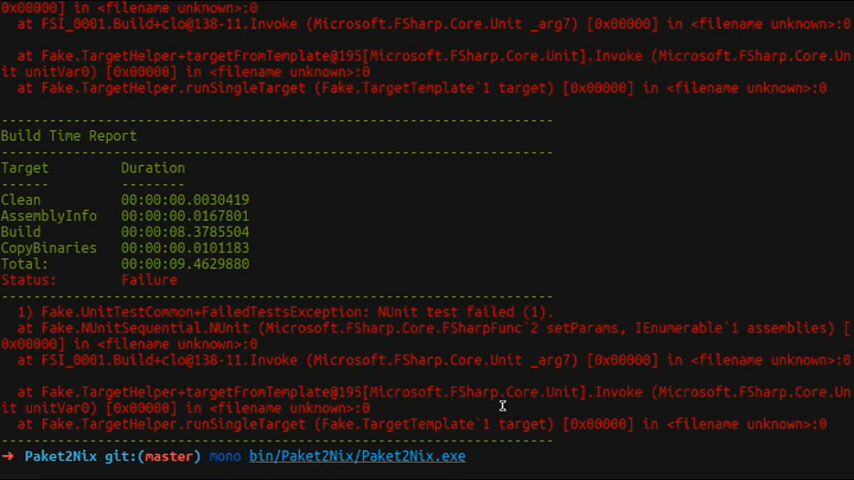 0x00000] in <filename unknown>:0
at FSI_0001.Build+clo@138-11.Invoke (Microsoft.FSharp.Core.Unit _arg7) [0x00000] in <filename unknown>:0
at Fake.TargetHelper+targetFromTemplate@195[Microsoft.FSharp.Core.Unit].Invoke (Microsoft.FSharp.Core.Un
it unitVar0) [0x00000] in <filename unknown>:0
at Fake.TargetHelper.runSingleTarget (Fake.TargetTemplate`1 target) [0x00000] in <filename unknown>:0
---------------------------------------------------------------------
Build Time Report
---------------------------------------------------------------------
Target Duration
------ --------
Clean 00:00:00.0030419
AssemblyInfo 00:00:00.0167801
Build 00:00:08.3785504
CopyBinaries 00:00:00.0101183
Total: 00:00:09.4629880
Status: Failure
---------------------------------------------------------------------
1) Fake.UnitTestCommon+FailedTestsException: NUnit test failed (1).
at Fake.NUnitSequential.NUnit (Microsoft.FSharp.Core.FSharpFunc`2 setParams, IEnumerable`1 assemblies) [
0x00000] in <filename unknown>:0
at FSI_0001.Build+clo@138-11.Invoke (Microsoft.FSharp.Core.Unit _arg7) [0x00000] in <filename unknown>:0
at Fake.TargetHelper+targetFromTemplate@195[Microsoft.FSharp.Core.Unit].Invoke (Microsoft.FSharp.Core.Un
it unitVar0) [0x00000] in <filename unknown>:0
at Fake.TargetHelper.runSingleTarget (Fake.TargetTemplate`1 target) [0x00000] in <filename unknown>:0
---------------------------------------------------------------------
➜ Paket2Nix git:(master) mono bin/Paket2Nix/Paket2Nix.exe